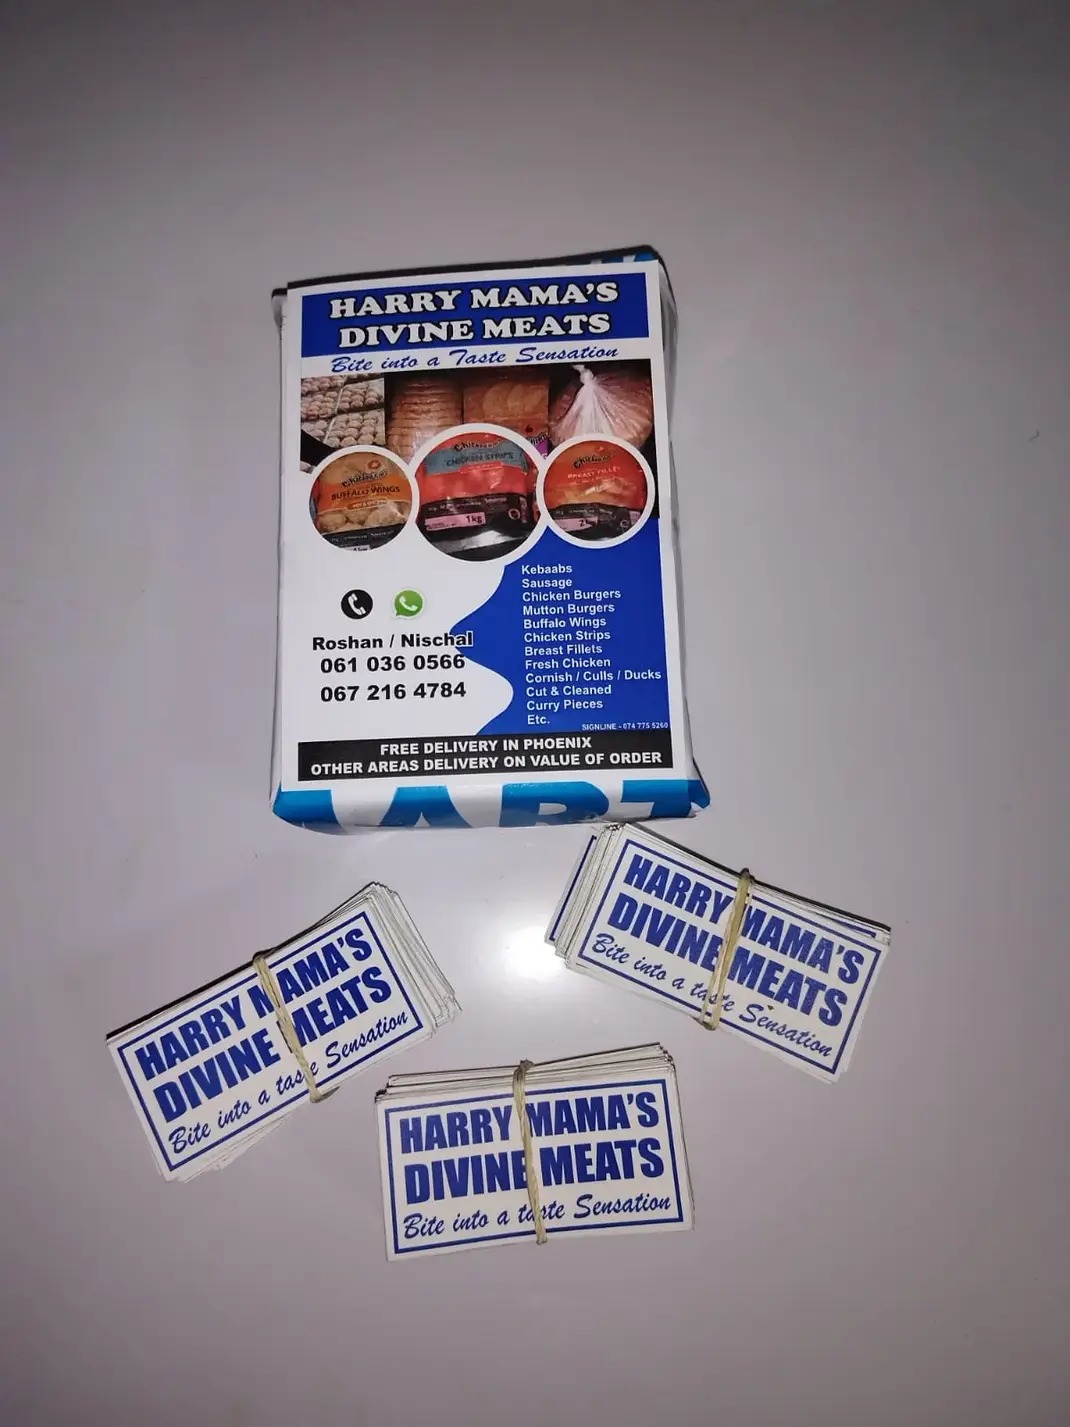 HARRY MAMA'S
DIVINE MEATS
Bite into a Taste Sensation
BUFFALO WINGS
CHICKEN STRIPS
1kg
BREAST FILLET
Kebaabs
Sausage
Chicken Burgers
Mutton Burgers
Buffalo Wings
Chicken Strips
Breast Fillets
Fresh Chicken
Cornish / Culls / Ducks
Cut & Cleaned
Curry Pieces
Etc.
SIGNLINE - 074 775 5260
Roshan / Nischal
061 036 0566
067 216 4784
FREE DELIVERY IN PHOENIX
OTHER AREAS DELIVERY ON VALUE OF ORDER
HARRY MAMA'S
DIVINE MEATS
Bite into a taste Sensation
HARRY MAMA'S
DIVINE MEATS
Bite into a taste Sensation
HARRY MAMA'S
DIVINE MEATS
Bite into a taste Sensation